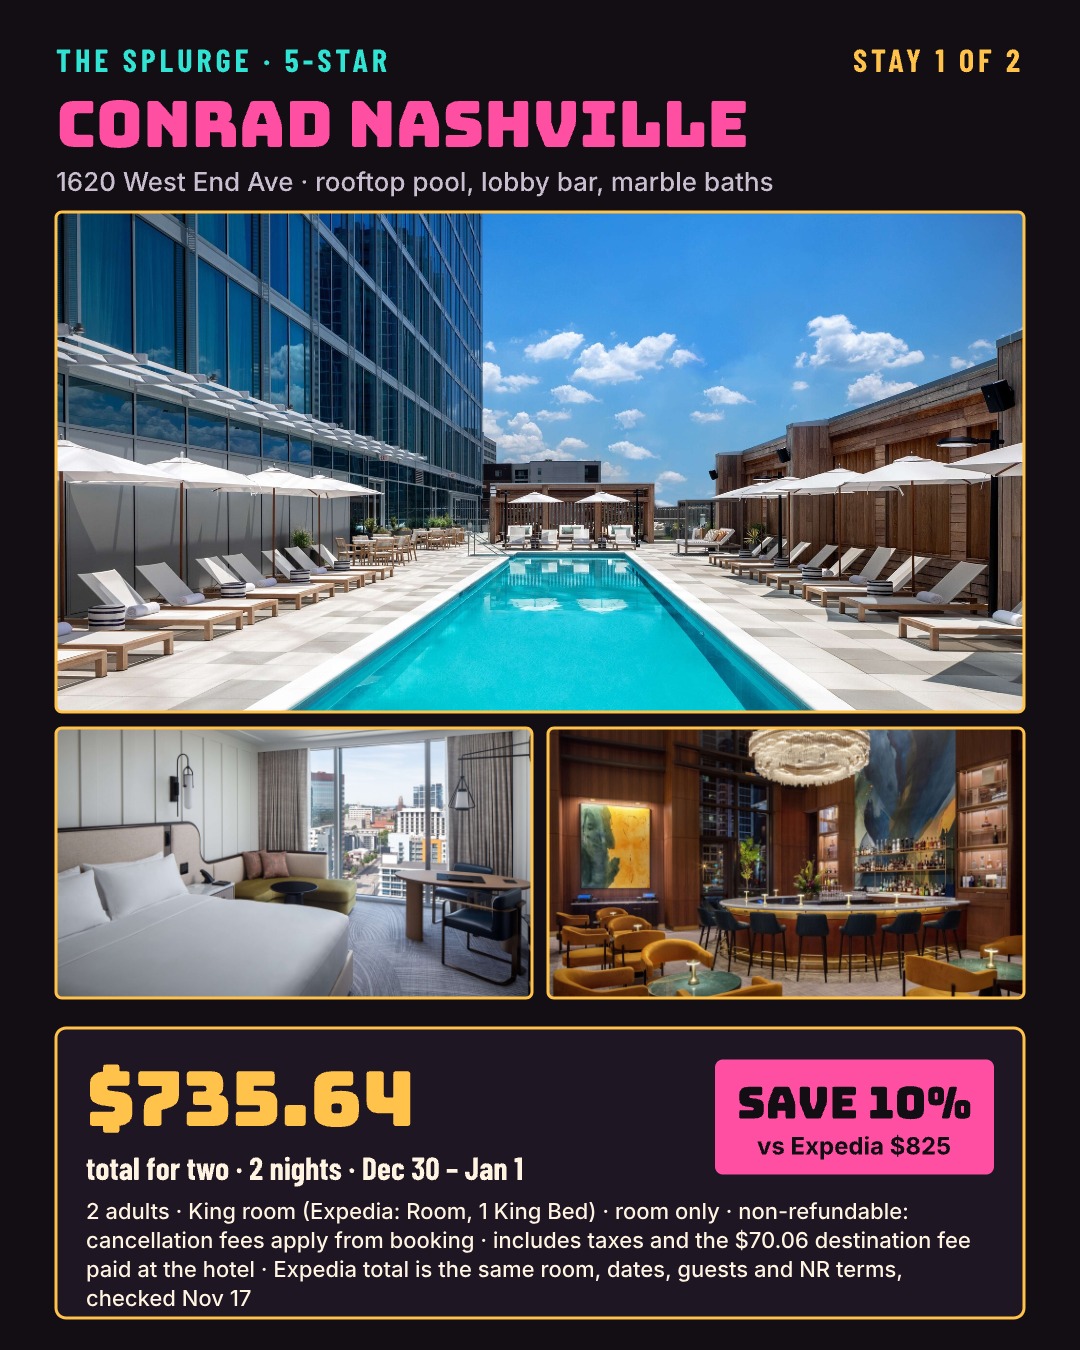 THE SPLURGE · 5-STAR
STAY 1 OF 2
CONRAD NASHVILLE
1620 West End Ave · rooftop pool, lobby bar, marble baths
$735.64
SAVE 10%
vs Expedia $825
total for two · 2 nights · Dec 30 – Jan 1
2 adults · King room (Expedia: Room, 1 King Bed) · room only · non-refundable:
cancellation fees apply from booking · includes taxes and the $70.06 destination fee
paid at the hotel · Expedia total is the same room, dates, guests and NR terms,
checked Nov 17